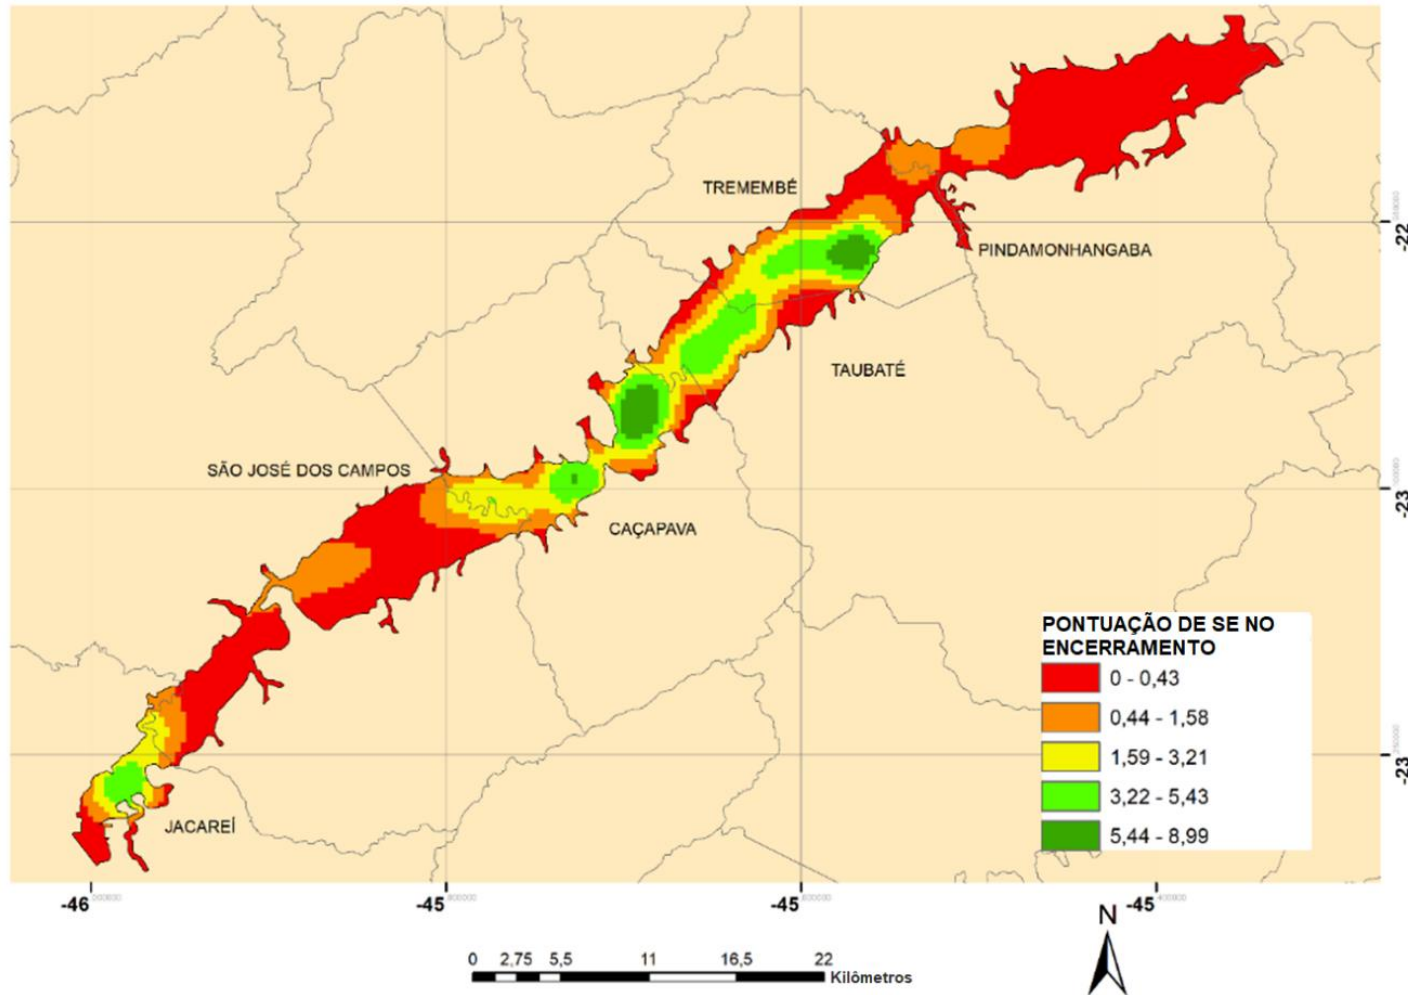 TREMEMBÉ
PINDAMONHANGABA
TAUBATÉ
SÃO JOSÉ DOS CAMPOS
CAÇAPAVA
JACAREÍ
PONTUAÇÃO DE SE NO
ENCERRAMENTO
0 - 0,43
0,44 - 1,58
1,59 - 3,21
3,22 - 5,43
5,44 - 8,99
-22
-23
-23
-46 -45 -45 -45
N
0 2,75 5,5 11 16,5 22
Kilômetros